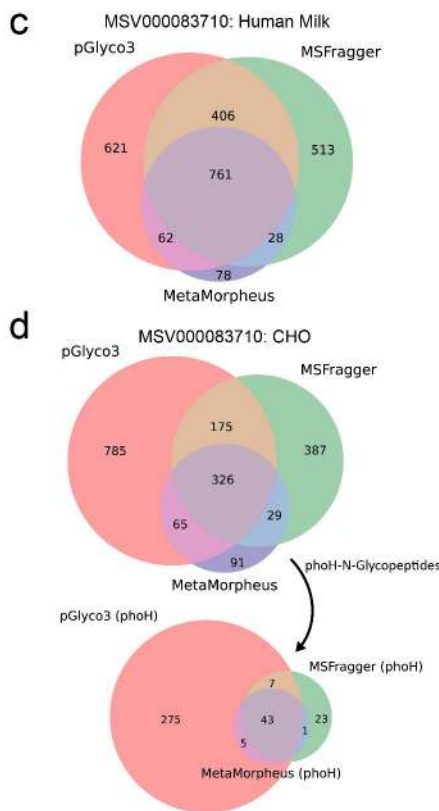 c
MSV000083710: Human Milk
pGlyco3
MSFragger
406
621
513
761
62
28
78
MetaMorpheus
d
MSV000083710: CHO
pGlyco3
MSFragger
175
785
387
326
65
29
91
MetaMorpheus
phoH-N-Glycopeptides
pGlyco3 (phoH)
MSFragger (phoH)
7
275
43
23
5
1
MetaMorpheus (phoH)